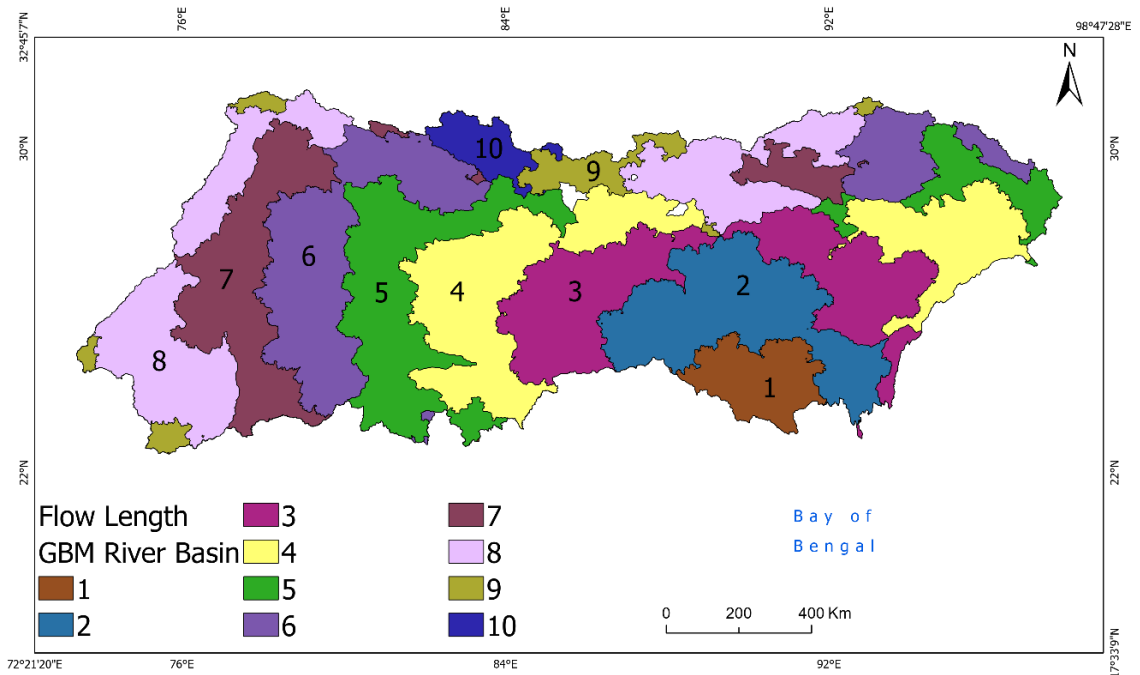 76°E 84°E 92°E
32°45'7"N 98°47'28"E
N
30°N 30°N
10
9
7 6 5 4 3 2
8 1
22°N 22°N
Flow Length 3 7
GBM River Basin 4 8
1 5 9
2 6 10
Bay of
Bengal
0 200 400 Km
72°21'20"E 76°E 84°E 92°E 17°33'9"N